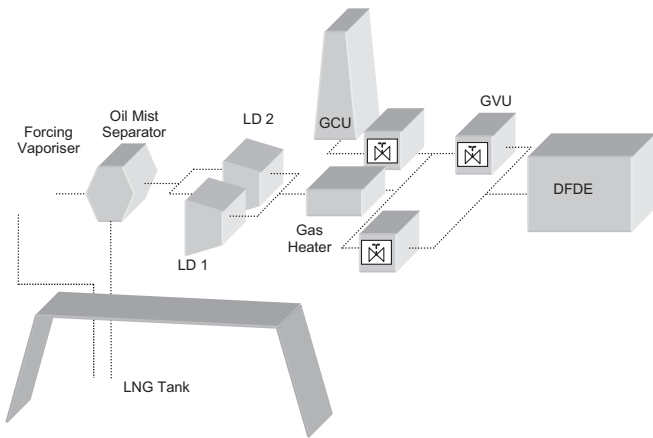 Forcing
Vaporiser
Oil Mist
Separator
LD 2
LD 1
GCU
Gas
Heater
GVU
DFDE
LNG Tank